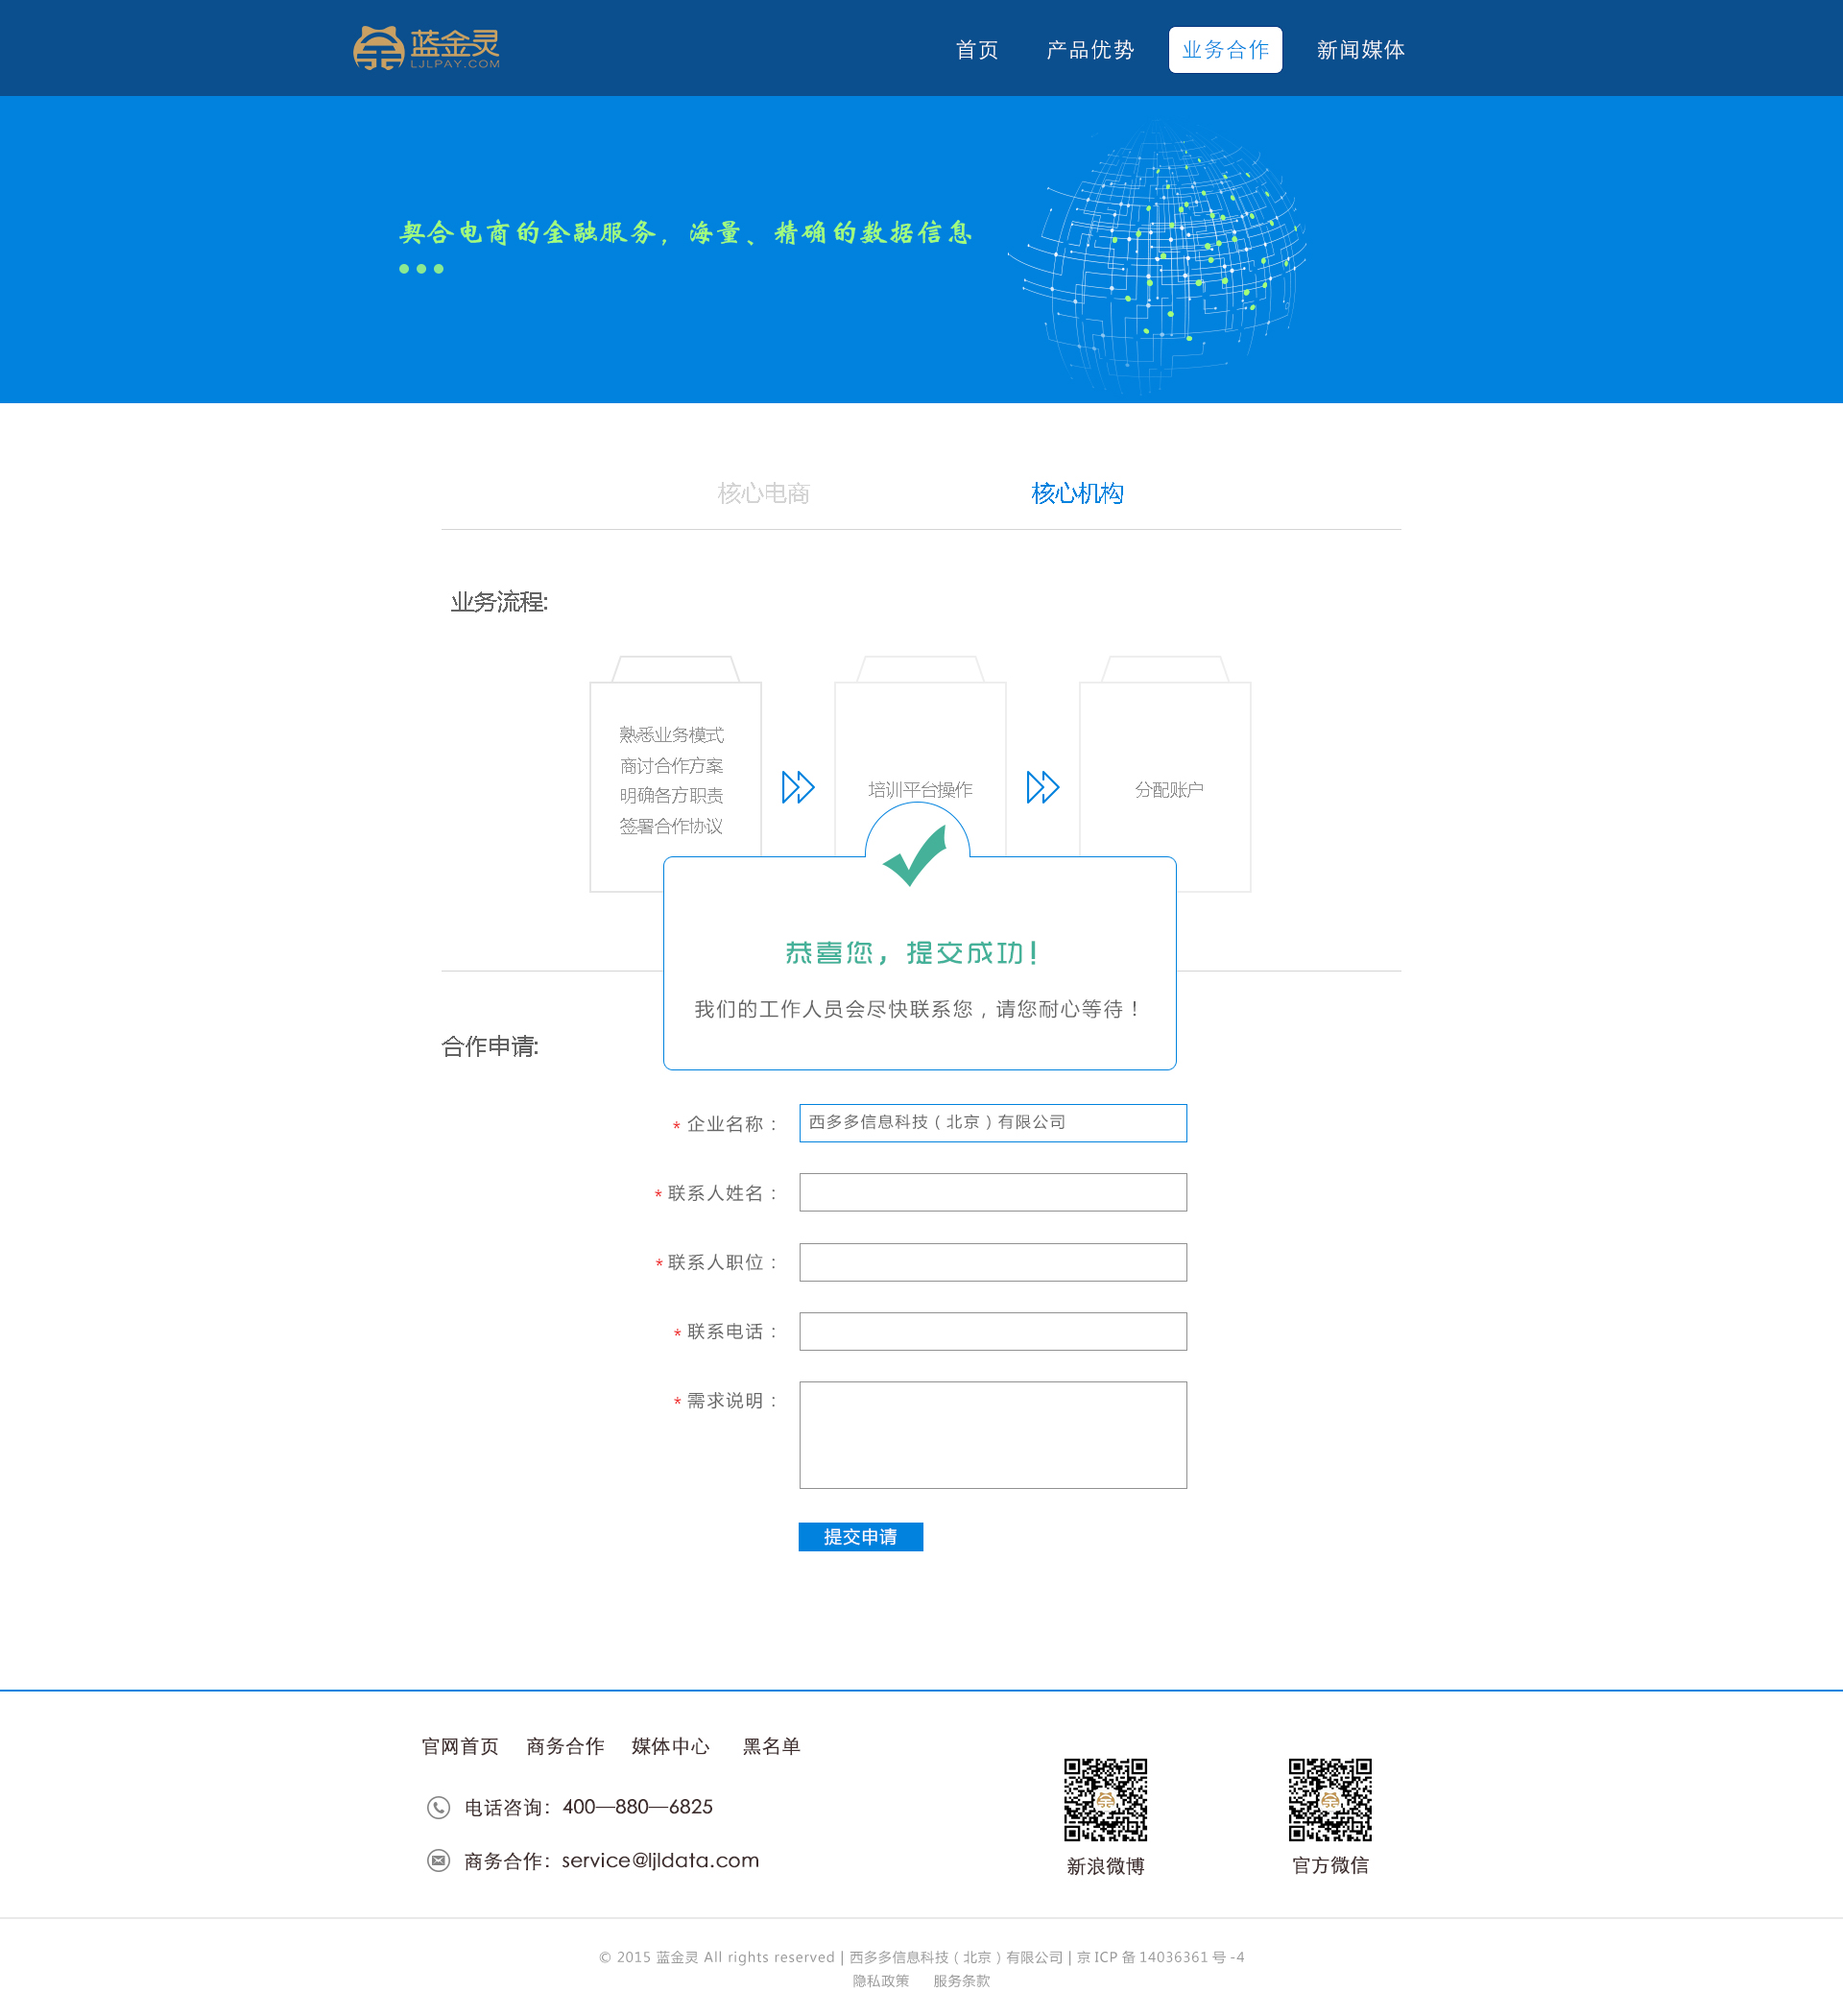 蓝金灵
LJLPAY.COM
首页 产品优势 业务合作 新闻媒体
契合电商的金融服务，海量、精确的数据信息
核心电商 核心机构
业务流程:
熟悉业务模式
商讨合作方案
明确各方职责
签署合作协议
培训平台操作
分配账户
恭喜您，提交成功！
我们的工作人员会尽快联系您，请您耐心等待！
合作申请:
* 企业名称： 西多多信息科技（北京）有限公司
* 联系人姓名：
* 联系人职位：
* 联系电话：
* 需求说明：
提交申请
官网首页 商务合作 媒体中心 黑名单
电话咨询：400—880—6825
商务合作：service@ljldata.com
新浪微博 官方微信
© 2015 蓝金灵 All rights reserved | 西多多信息科技（北京）有限公司 | 京 ICP 备 14036361 号 -4
隐私政策 服务条款